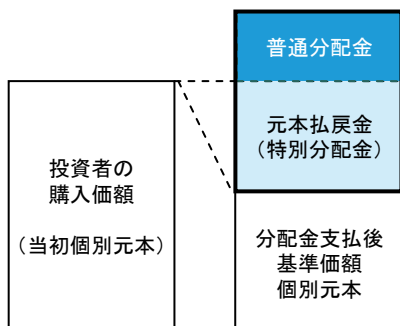 普通分配金
元本払戻金
（特別分配金）
投資者の
購入価額
（当初個別元本）
分配金支払後
基準価額
個別元本